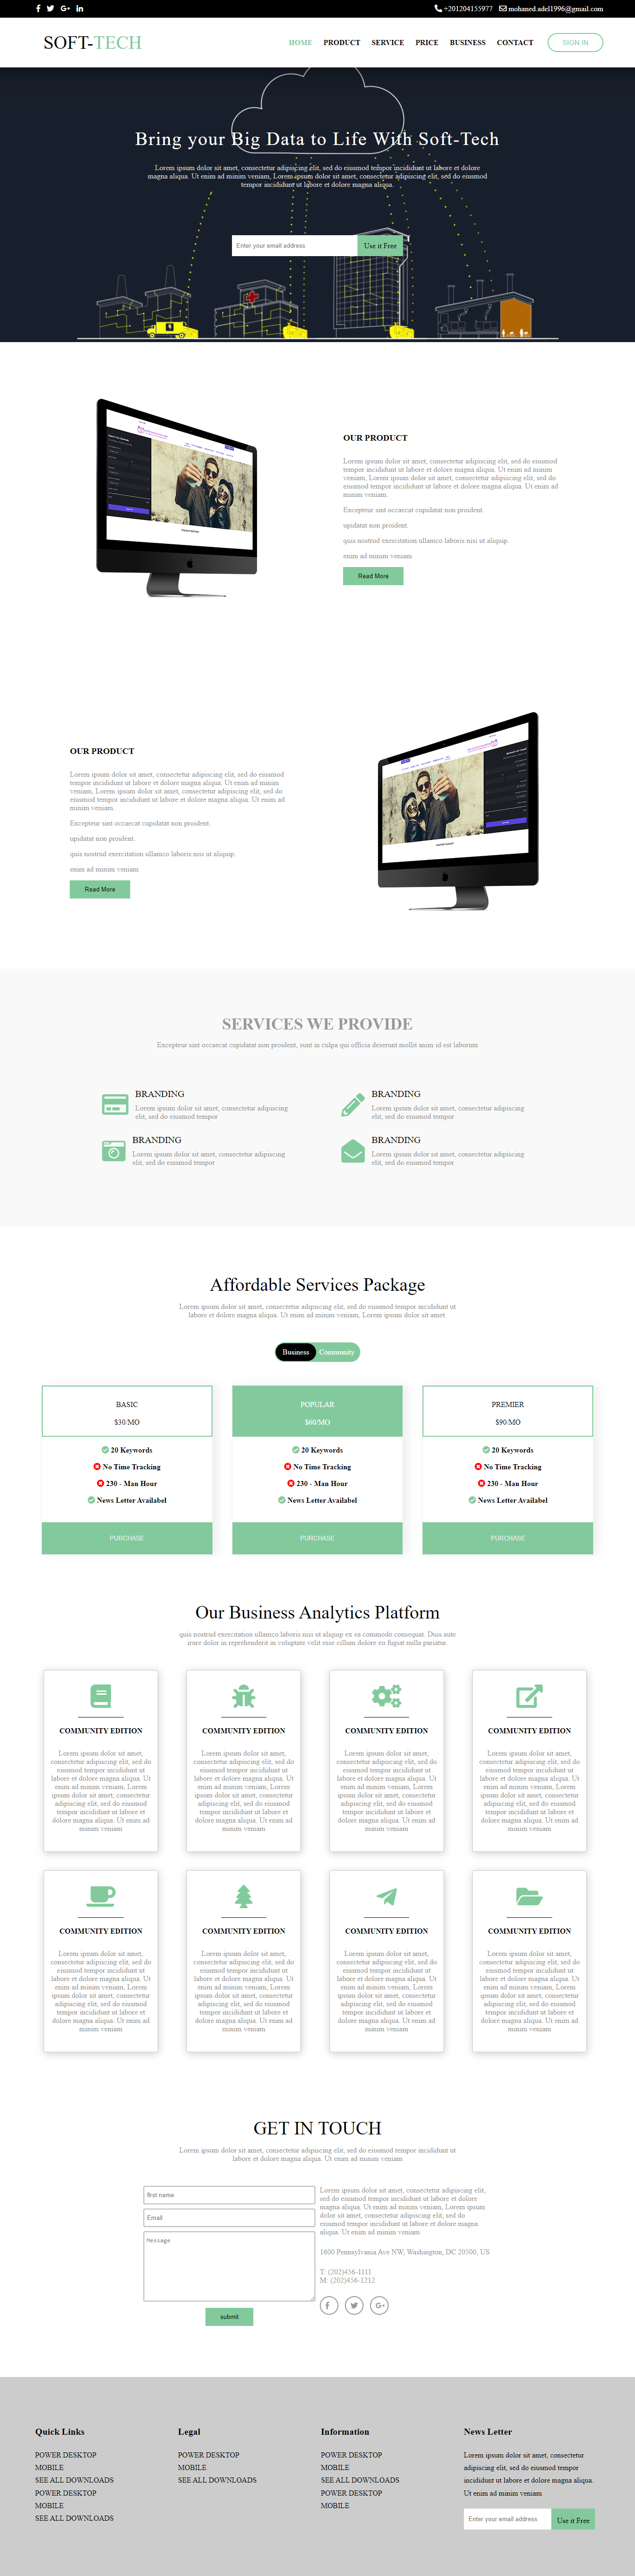 +201204155977 mohaned.adel1996@gmail.com
SOFT-TECH
HOME PRODUCT SERVICE PRICE BUSINESS CONTACT SIGN IN
Bring your Big Data to Life With Soft-Tech
Lorem ipsum dolor sit amet, consectetur adipiscing elit, sed do eiusmod tempor incididunt ut labore et dolore
magna aliqua. Ut enim ad minim veniam, Lorem ipsum dolor sit amet, consectetur adipiscing elit, sed do eiusmod
tempor incididunt ut labore et dolore magna aliqua.
Enter your email address Use it Free
OUR PRODUCT
Lorem ipsum dolor sit amet, consectetur adipiscing elit, sed do eiusmod
tempor incididunt ut labore et dolore magna aliqua. Ut enim ad minim
veniam, Lorem ipsum dolor sit amet, consectetur adipiscing elit, sed do
eiusmod tempor incididunt ut labore et dolore magna aliqua. Ut enim ad
minim veniam.
Excepteur sint occaecat cupidatat non proident.
upidatat non proident.
quis nostrud exercitation ullamco laboris nisi ut aliquip.
enim ad minim veniam
Read More
OUR PRODUCT
Lorem ipsum dolor sit amet, consectetur adipiscing elit, sed do eiusmod
tempor incididunt ut labore et dolore magna aliqua. Ut enim ad minim
veniam, Lorem ipsum dolor sit amet, consectetur adipiscing elit, sed do
eiusmod tempor incididunt ut labore et dolore magna aliqua. Ut enim ad
minim veniam.
Excepteur sint occaecat cupidatat non proident.
upidatat non proident.
quis nostrud exercitation ullamco laboris nisi ut aliquip.
enim ad minim veniam
Read More
SERVICES WE PROVIDE
Excepteur sint occaecat cupidatat non proident, sunt in culpa qui officia deserunt mollit anim id est laborum
BRANDING
Lorem ipsum dolor sit amet, consectetur adipiscing
elit, sed do eiusmod tempor
BRANDING
Lorem ipsum dolor sit amet, consectetur adipiscing
elit, sed do eiusmod tempor
BRANDING
Lorem ipsum dolor sit amet, consectetur adipiscing
elit, sed do eiusmod tempor
BRANDING
Lorem ipsum dolor sit amet, consectetur adipiscing
elit, sed do eiusmod tempor
Affordable Services Package
Lorem ipsum dolor sit amet, consectetur adipiscing elit, sed do eiusmod tempor incididunt ut
labore et dolore magna aliqua. Ut enim ad minim veniam, Lorem ipsum dolor sit amet.
Business Community
BASIC
$30/MO
20 Keywords
No Time Tracking
230 - Man Hour
News Letter Availabel
PURCHASE
POPULAR
$60/MO
20 Keywords
No Time Tracking
230 - Man Hour
News Letter Availabel
PURCHASE
PREMIER
$90/MO
20 Keywords
No Time Tracking
230 - Man Hour
News Letter Availabel
PURCHASE
Our Business Analytics Platform
quis nostrud exercitation ullamco laboris nisi ut aliquip ex ea commodo consequat. Duis aute
irure dolor in reprehenderit in voluptate velit esse cillum dolore eu fugiat nulla pariatur
COMMUNITY EDITION
Lorem ipsum dolor sit amet,
consectetur adipiscing elit, sed do
eiusmod tempor incididunt ut
labore et dolore magna aliqua. Ut
enim ad minim veniam, Lorem
ipsum dolor sit amet, consectetur
adipiscing elit, sed do eiusmod
tempor incididunt ut labore et
dolore magna aliqua. Ut enim ad
minim veniam
COMMUNITY EDITION
Lorem ipsum dolor sit amet,
consectetur adipiscing elit, sed do
eiusmod tempor incididunt ut
labore et dolore magna aliqua. Ut
enim ad minim veniam, Lorem
ipsum dolor sit amet, consectetur
adipiscing elit, sed do eiusmod
tempor incididunt ut labore et
dolore magna aliqua. Ut enim ad
minim veniam
COMMUNITY EDITION
Lorem ipsum dolor sit amet,
consectetur adipiscing elit, sed do
eiusmod tempor incididunt ut
labore et dolore magna aliqua. Ut
enim ad minim veniam, Lorem
ipsum dolor sit amet, consectetur
adipiscing elit, sed do eiusmod
tempor incididunt ut labore et
dolore magna aliqua. Ut enim ad
minim veniam
COMMUNITY EDITION
Lorem ipsum dolor sit amet,
consectetur adipiscing elit, sed do
eiusmod tempor incididunt ut
labore et dolore magna aliqua. Ut
enim ad minim veniam, Lorem
ipsum dolor sit amet, consectetur
adipiscing elit, sed do eiusmod
tempor incididunt ut labore et
dolore magna aliqua. Ut enim ad
minim veniam
COMMUNITY EDITION
Lorem ipsum dolor sit amet,
consectetur adipiscing elit, sed do
eiusmod tempor incididunt ut
labore et dolore magna aliqua. Ut
enim ad minim veniam, Lorem
ipsum dolor sit amet, consectetur
adipiscing elit, sed do eiusmod
tempor incididunt ut labore et
dolore magna aliqua. Ut enim ad
minim veniam
COMMUNITY EDITION
Lorem ipsum dolor sit amet,
consectetur adipiscing elit, sed do
eiusmod tempor incididunt ut
labore et dolore magna aliqua. Ut
enim ad minim veniam, Lorem
ipsum dolor sit amet, consectetur
adipiscing elit, sed do eiusmod
tempor incididunt ut labore et
dolore magna aliqua. Ut enim ad
minim veniam
COMMUNITY EDITION
Lorem ipsum dolor sit amet,
consectetur adipiscing elit, sed do
eiusmod tempor incididunt ut
labore et dolore magna aliqua. Ut
enim ad minim veniam, Lorem
ipsum dolor sit amet, consectetur
adipiscing elit, sed do eiusmod
tempor incididunt ut labore et
dolore magna aliqua. Ut enim ad
minim veniam
COMMUNITY EDITION
Lorem ipsum dolor sit amet,
consectetur adipiscing elit, sed do
eiusmod tempor incididunt ut
labore et dolore magna aliqua. Ut
enim ad minim veniam, Lorem
ipsum dolor sit amet, consectetur
adipiscing elit, sed do eiusmod
tempor incididunt ut labore et
dolore magna aliqua. Ut enim ad
minim veniam
GET IN TOUCH
Lorem ipsum dolor sit amet, consectetur adipiscing elit, sed do eiusmod tempor incididunt ut
labore et dolore magna aliqua. Ut enim ad minim veniam
first name
Email
Message
submit
Lorem ipsum dolor sit amet, consectetur adipiscing elit,
sed do eiusmod tempor incididunt ut labore et dolore
magna aliqua. Ut enim ad minim veniam, Lorem ipsum
dolor sit amet, consectetur adipiscing elit, sed do
eiusmod tempor incididunt ut labore et dolore magna
aliqua. Ut enim ad minim veniam
1600 Pennsylvania Ave NW, Washington, DC 20500, US
T: (202)456-1111
M: (202)456-1212
Quick Links
POWER DESKTOP
MOBILE
SEE ALL DOWNLOADS
POWER DESKTOP
MOBILE
SEE ALL DOWNLOADS
Legal
POWER DESKTOP
MOBILE
SEE ALL DOWNLOADS
Information
POWER DESKTOP
MOBILE
SEE ALL DOWNLOADS
POWER DESKTOP
MOBILE
News Letter
Lorem ipsum dolor sit amet, consectetur
adipiscing elit, sed do eiusmod tempor
incididunt ut labore et dolore magna aliqua.
Ut enim ad minim veniam
Enter your email address Use it Free